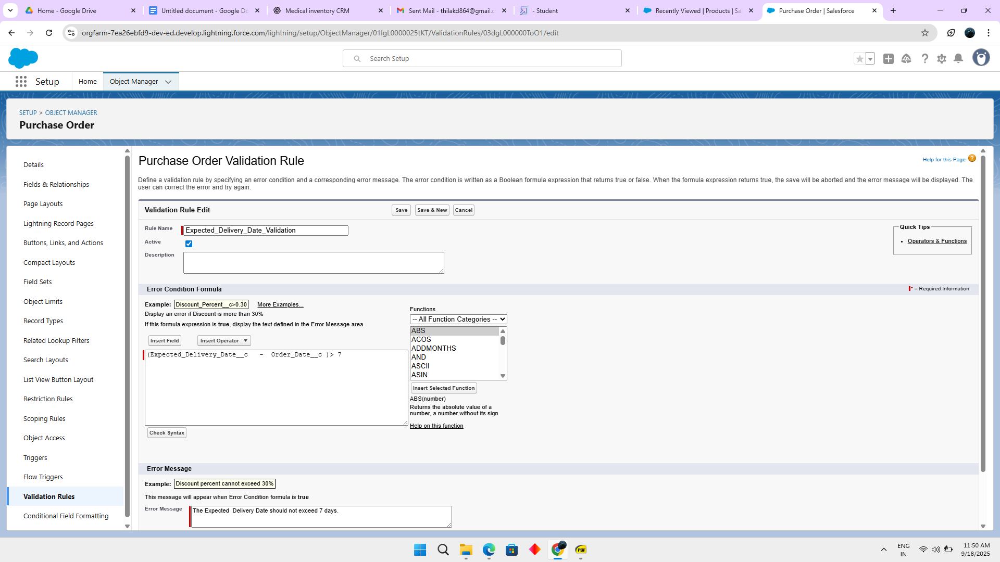 Home - Google Drive
Untitled document - Google Do
Medical inventory CRM
Sent Mail - thilakd864@gmail.c
- Student
Recently Viewed | Products | Sa
Purchase Order | Salesforce
orgfarm-7ea26ebfd9-dev-ed.develop.lightning.force.com/lightning/setup/ObjectManager/01IgL0000025tKT/ValidationRules/03dgL000000ToO1/edit
Search Setup
Setup
Home
Object Manager
SETUP > OBJECT MANAGER
Purchase Order
Details
Fields & Relationships
Page Layouts
Lightning Record Pages
Buttons, Links, and Actions
Compact Layouts
Field Sets
Object Limits
Record Types
Related Lookup Filters
Search Layouts
List View Button Layout
Restriction Rules
Scoping Rules
Object Access
Triggers
Flow Triggers
Validation Rules
Conditional Field Formatting
Purchase Order Validation Rule
Help for this Page ?
Define a validation rule by specifying an error condition and a corresponding error message. The error condition is written as a Boolean formula expression that returns true or false. When the formula expression returns true, the save will be aborted and the error message will be displayed. The
user can correct the error and try again.
Validation Rule Edit
Save
Save & New
Cancel
Rule Name
Expected_Delivery_Date_Validation
Active
Description
Quick Tips
• Operators & Functions
Error Condition Formula
* = Required Information
Example: Discount_Percent__c>0.30 More Examples...
Display an error if Discount is more than 30%
If this formula expression is true, display the text defined in the Error Message area
Insert Field
Insert Operator
(Expected_Delivery_Date__c - Order_Date__c )> 7
Check Syntax
Functions
-- All Function Categories --
ABS
ACOS
ADDMONTHS
AND
ASCII
ASIN
Insert Selected Function
ABS(number)
Returns the absolute value of a
number, a number without its sign
Help on this function
Error Message
Example: Discount percent cannot exceed 30%
This message will appear when Error Condition formula is true
Error Message
The Expected Delivery Date should not exceed 7 days.
PDF
ENG
IN
11:50 AM
9/18/2025